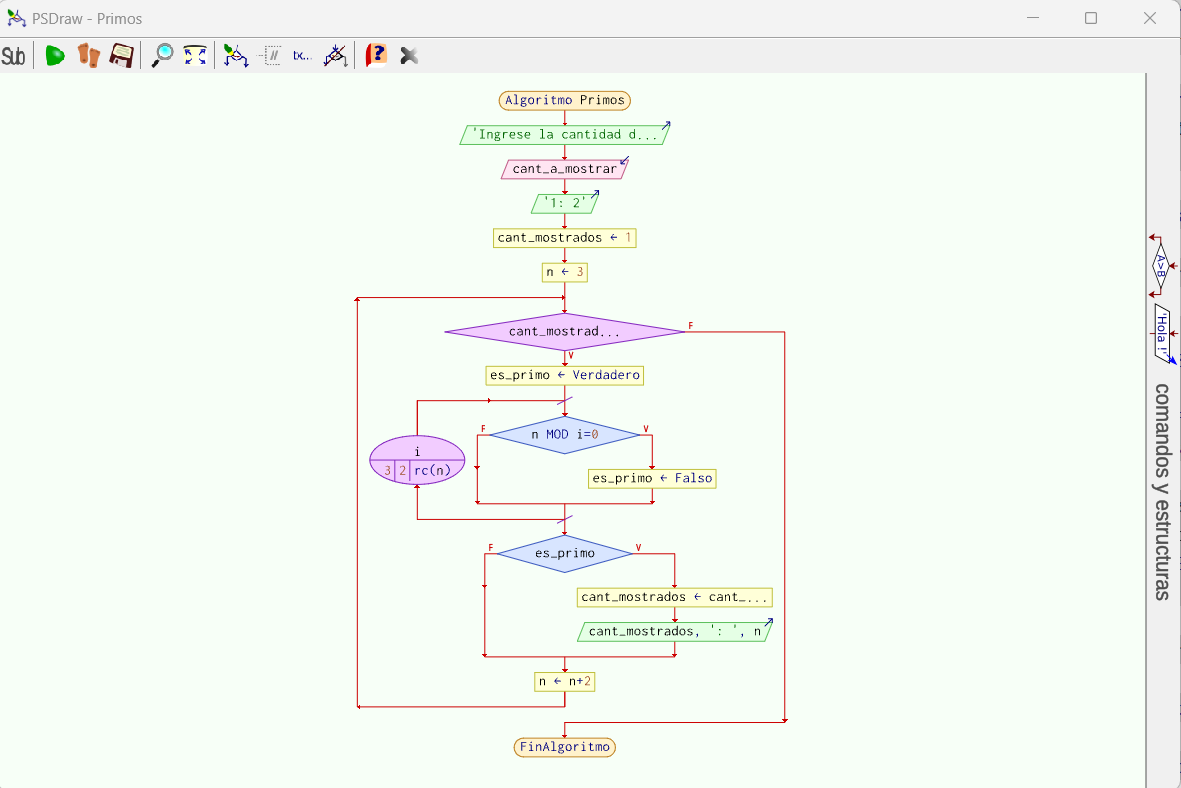 PSDraw - Primos
Sub
tx...
?
Algoritmo Primos
'Ingrese la cantidad d...
cant_a_mostrar
'1: 2'
cant_mostrados ← 1
n ← 3
cant_mostrad...
F
V
es_primo ← Verdadero
n MOD i=0
F
V
i
3 2 rc(n)
es_primo ← Falso
es_primo
F
V
cant_mostrados ← cant_...
cant_mostrados, ': ', n
n ← n+2
FinAlgoritmo
A>B
'Hola !'
comandos y estructuras